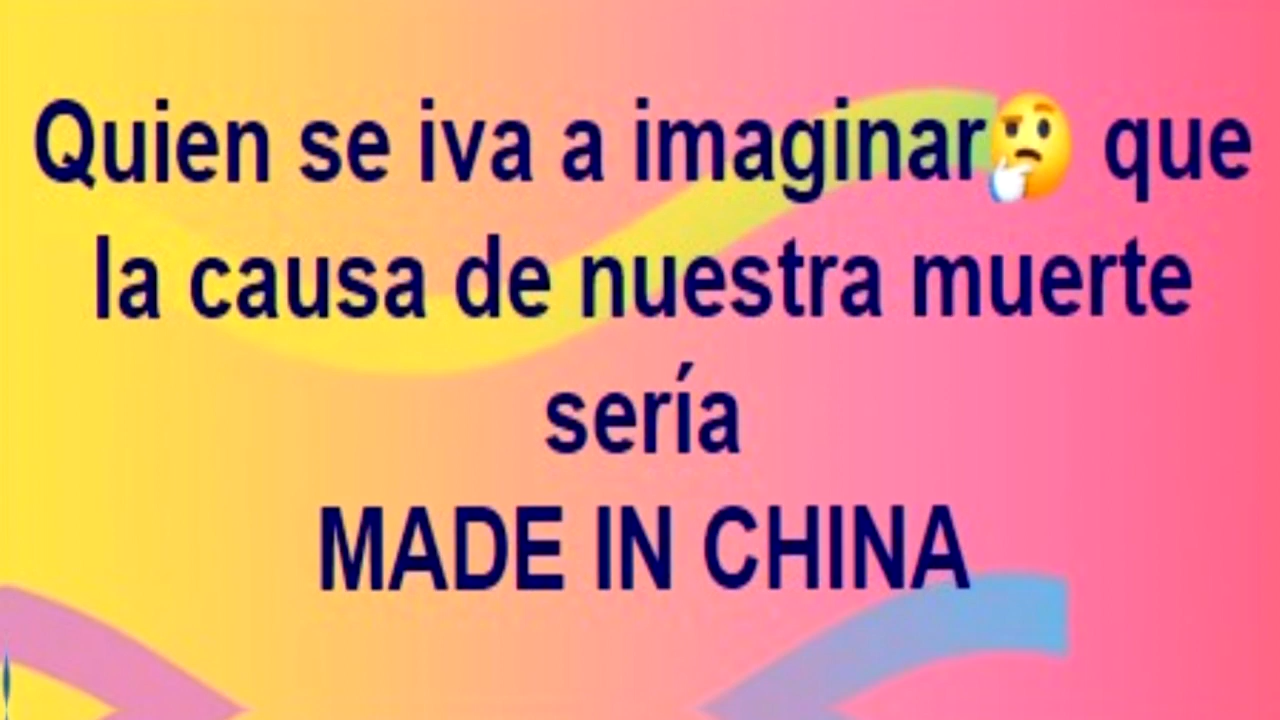 Quien se iva a imaginar🤔 que
la causa de nuestra muerte
sería
MADE IN CHINA